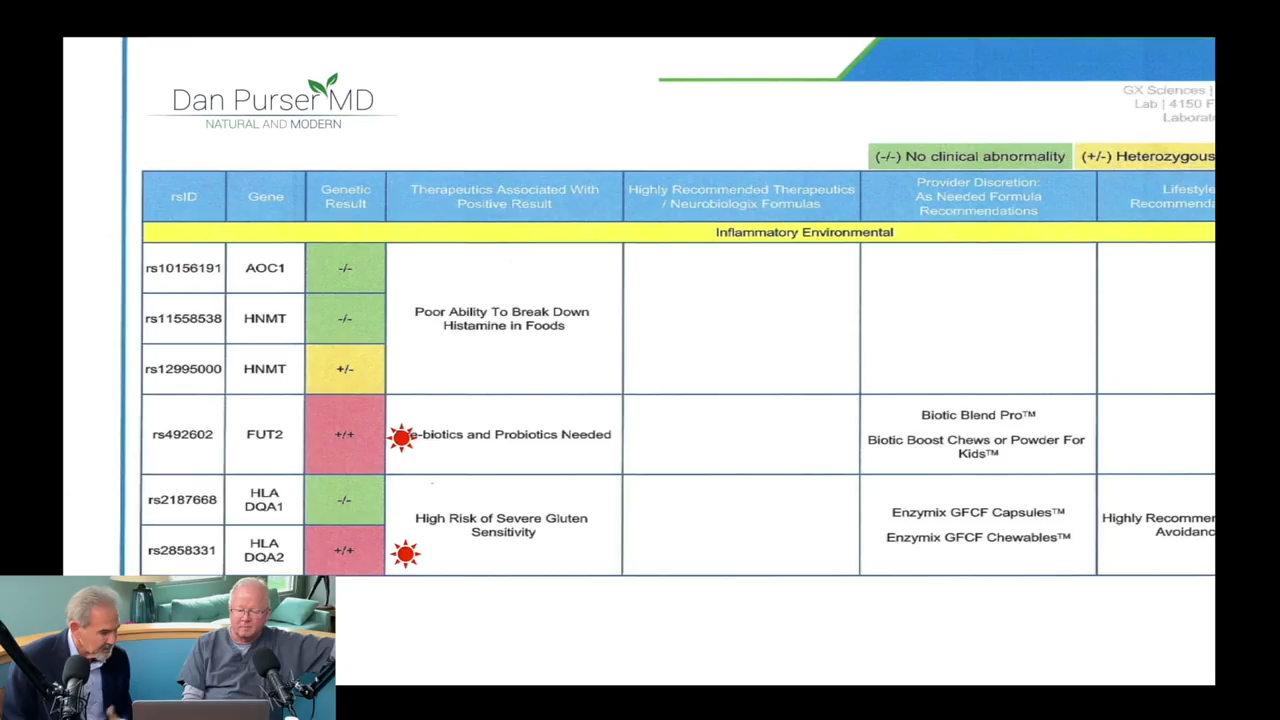 Dan Purser MD
NATURAL AND MODERN
GX Sciences |
Lab | 4150 F
(-/-) No clinical abnormality
(+/-) Heterozygous
rsID
Gene
Genetic
Result
Therapeutics Associated With
Positive Result
Highly Recommended Therapeutics
/ Neurobiologix Formulas
Provider Discretion:
As Needed Formula
Recommendations
Lifestyle
Inflammatory Environmental
rs10156191
AOC1
-/-
Poor Ability To Break Down
Histamine in Foods
rs11558538
HNMT
-/-
rs12995000
HNMT
+/-
rs492602
FUT2
+/+
e-biotics and Probiotics Needed
Biotic Blend Pro™
Biotic Boost Chews or Powder For
Kids™
rs2187668
HLA
DQA1
-/-
High Risk of Severe Gluten
Sensitivity
Enzymix GFCF Capsules™
Enzymix GFCF Chewables™
Highly Recommen
Avoidanc
rs2858331
HLA
DQA2
+/+